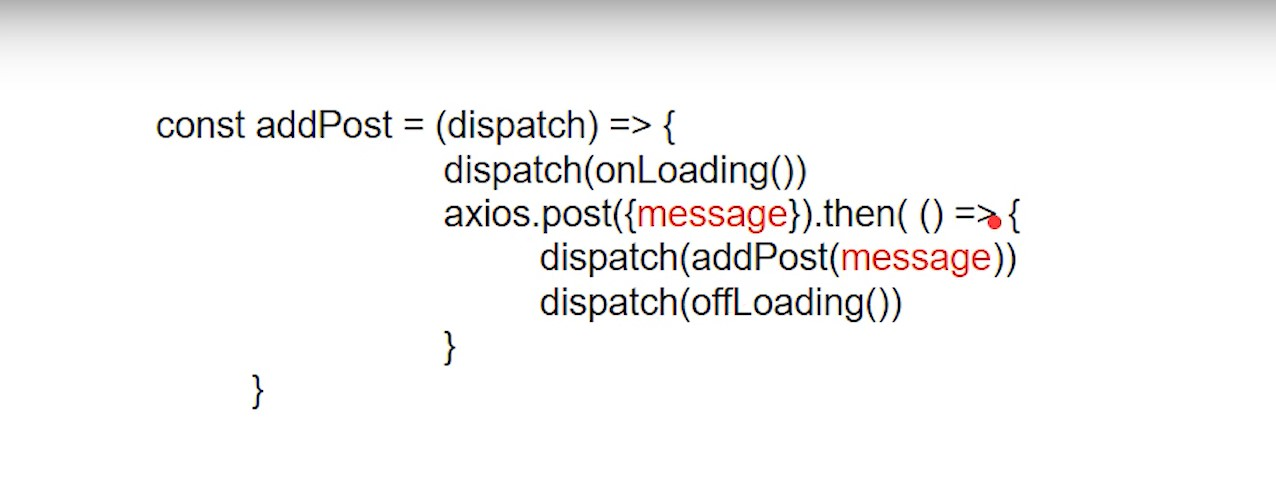 const addPost = (dispatch) => {
dispatch(onLoading())
axios.post({message}).then( () => {
dispatch(addPost(message))
dispatch(offLoading())
}
}